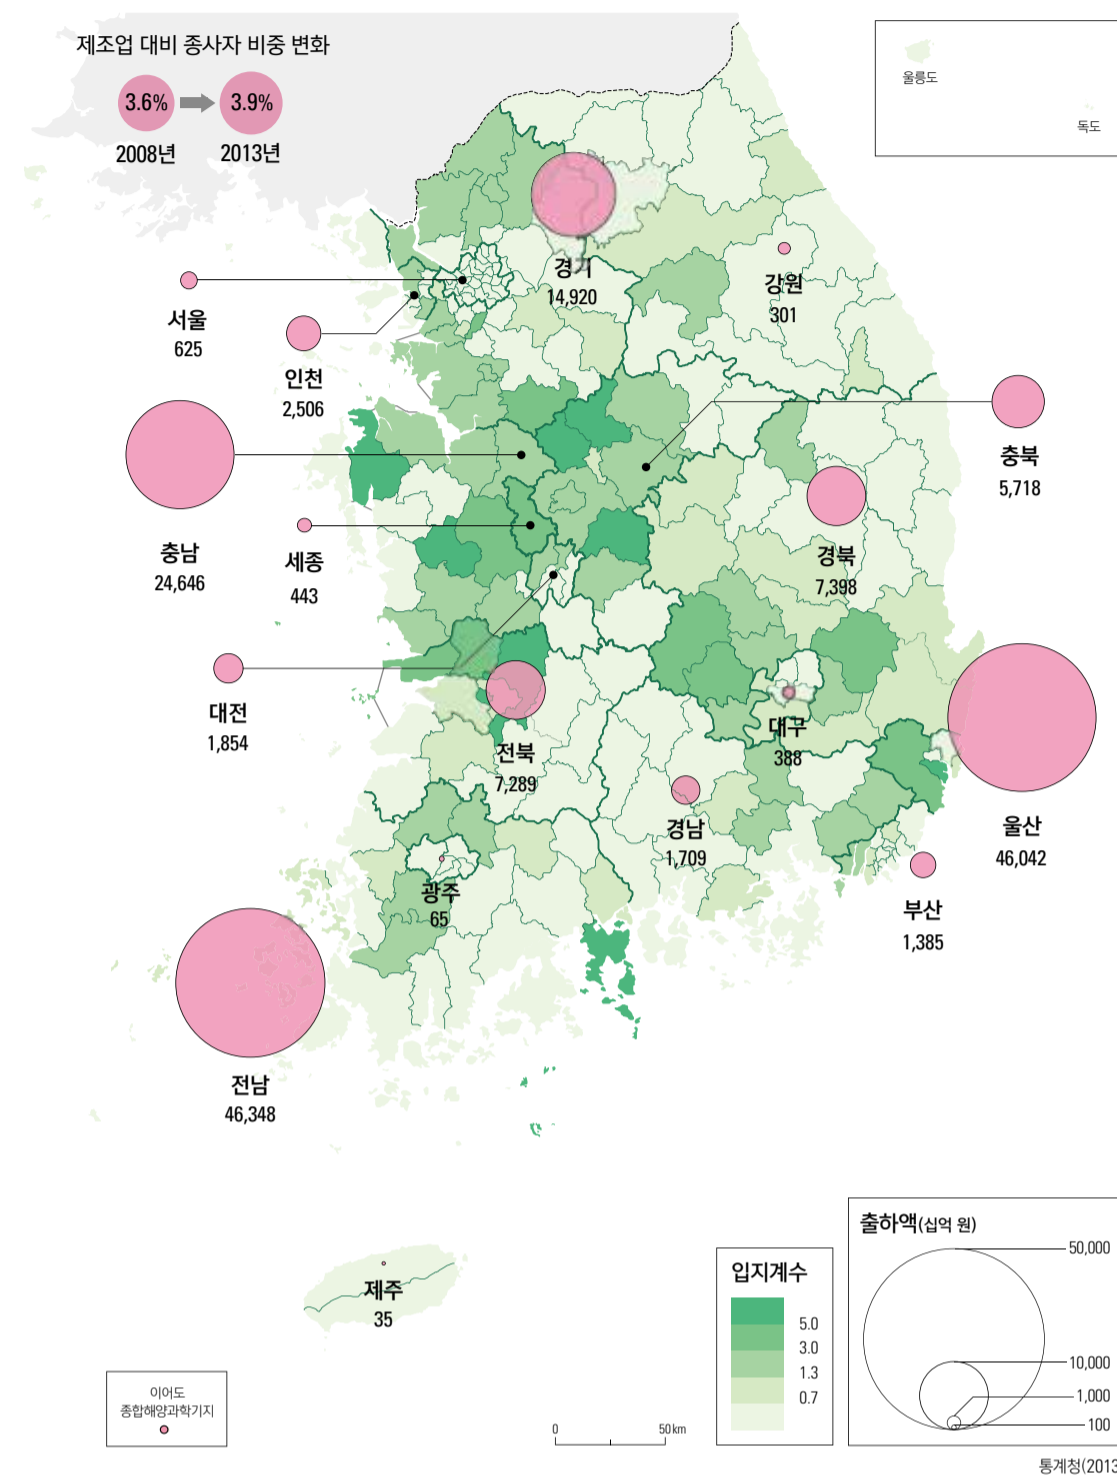 제조업 대비 종사자 비중 변화
3.6% 3.9%
2008년 2013년
울릉도
독도
경기
14,920
강원
301
서울
625
인천
2,506
충북
5,718
충남
24,646
세종
443
경북
7,398
대전
1,854
전북
7,289
대구
388
울산
46,042
경남
1,709
부산
1,385
광주
65
전남
46,348
제주
35
이어도
종합해양과학기지
0 50km
입지계수
5.0
3.0
1.3
0.7
출하액(십억 원)
50,000
10,000
1,000
100
통계청(2013